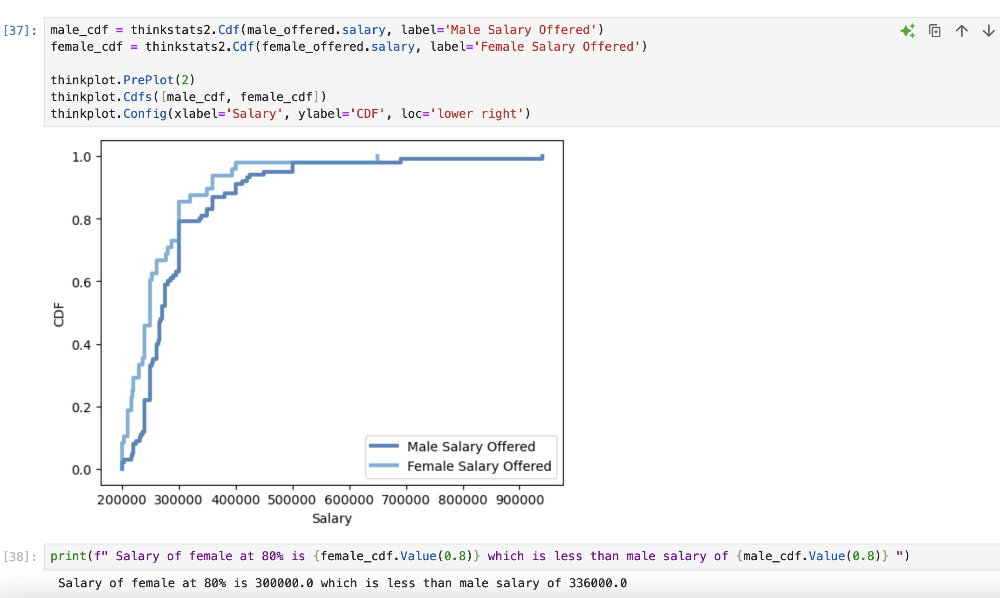 [37]: male_cdf = thinkstats2.Cdf(male_offered.salary, label='Male Salary Offered')
female_cdf = thinkstats2.Cdf(female_offered.salary, label='Female Salary Offered')
thinkplot.PrePlot(2)
thinkplot.Cdfs([male_cdf, female_cdf])
thinkplot.Config(xlabel='Salary', ylabel='CDF', loc='lower right')
1.0
0.8
0.6
0.4
0.2
0.0
CDF
Male Salary Offered
Female Salary Offered
200000 300000 400000 500000 600000 700000 800000 900000
Salary
[38]: print(f" Salary of female at 80% is {female_cdf.Value(0.8)} which is less than male salary of {male_cdf.Value(0.8)} ")
Salary of female at 80% is 300000.0 which is less than male salary of 336000.0